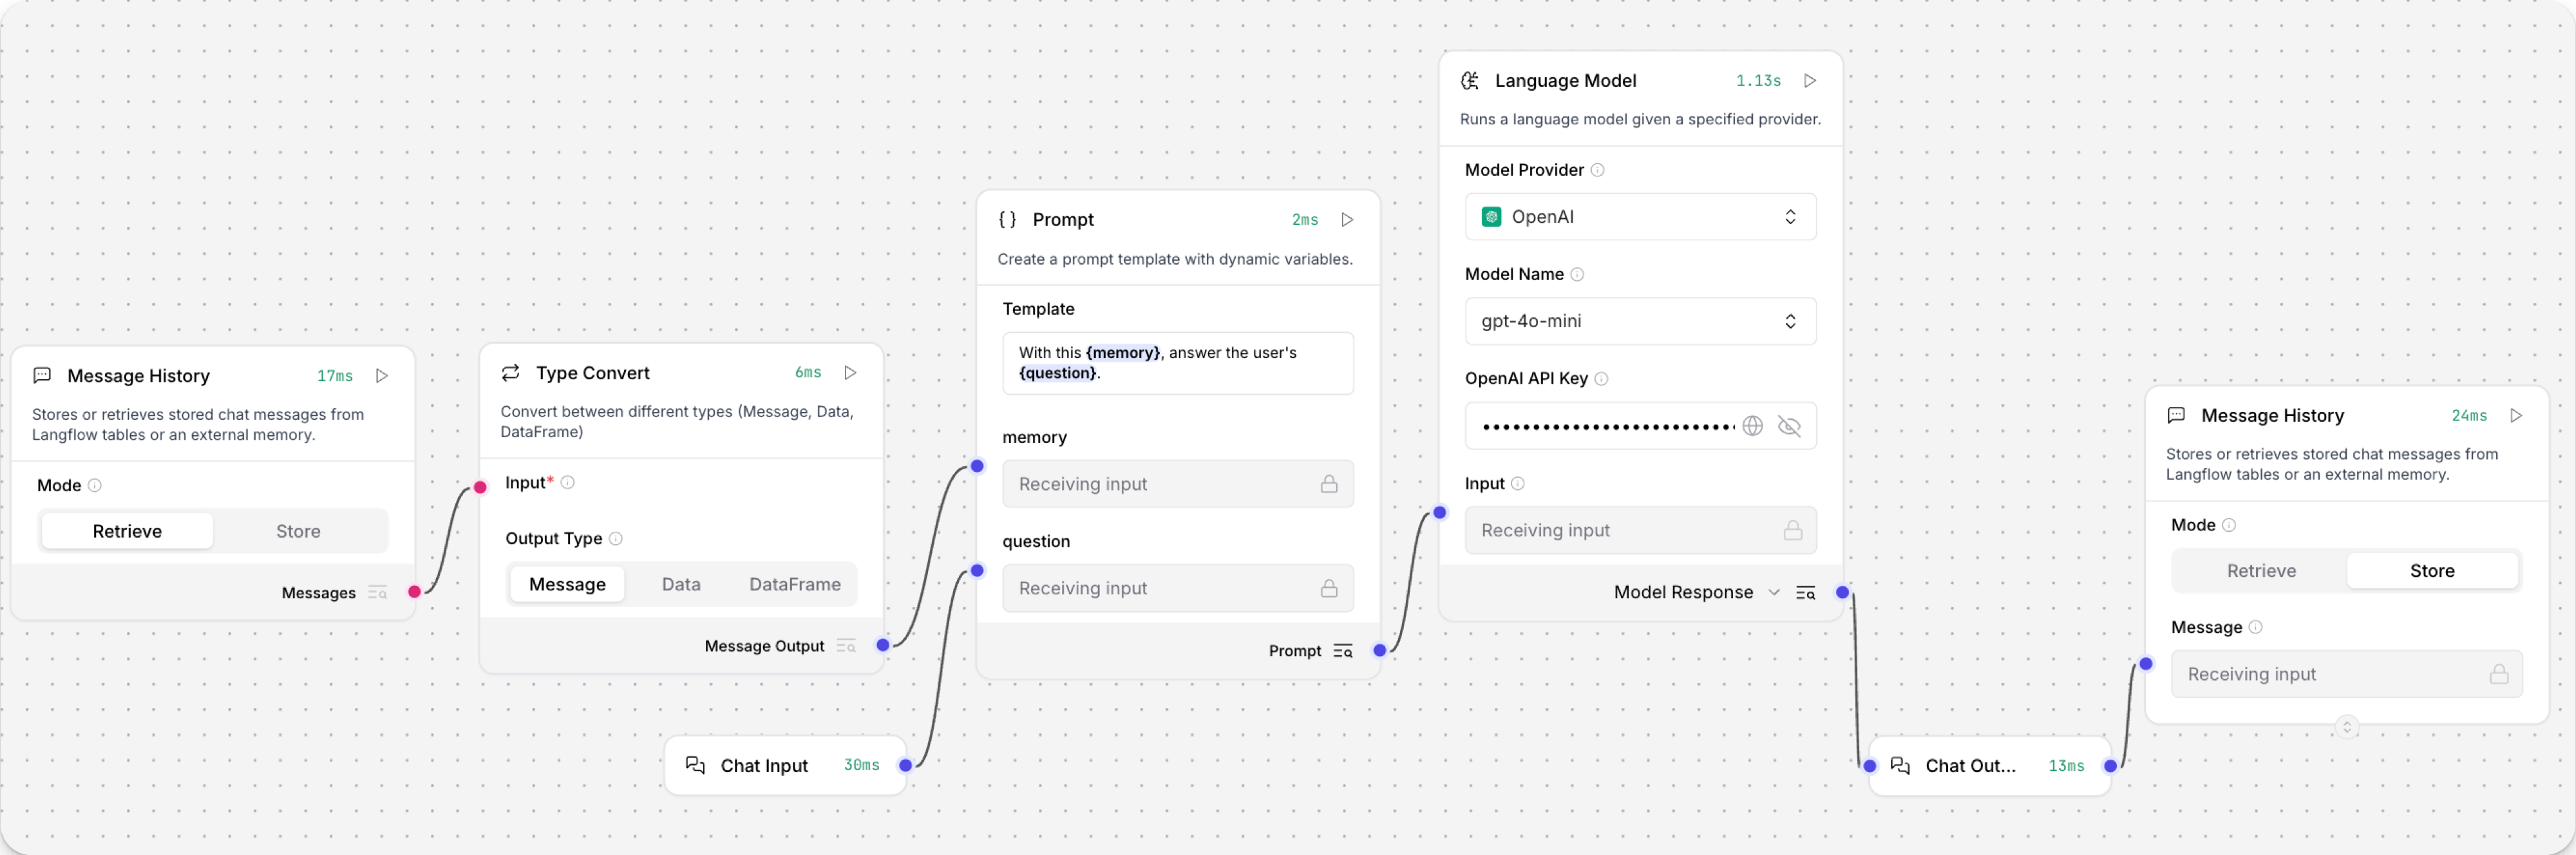 Message History 17ms
Stores or retrieves stored chat messages from
Langflow tables or an external memory.
Mode
Retrieve Store
Messages
Type Convert 6ms
Convert between different types (Message, Data,
DataFrame)
Input*
Output Type
Message Data DataFrame
Message Output
Chat Input 30ms
{ } Prompt 2ms
Create a prompt template with dynamic variables.
Template
With this {memory}, answer the user's
{question}.
memory
Receiving input
question
Receiving input
Prompt
Language Model 1.13s
Runs a language model given a specified provider.
Model Provider
OpenAI
Model Name
gpt-4o-mini
OpenAI API Key
Input
Receiving input
Model Response
Chat Out... 13ms
Message History 24ms
Stores or retrieves stored chat messages from
Langflow tables or an external memory.
Mode
Retrieve Store
Message
Receiving input